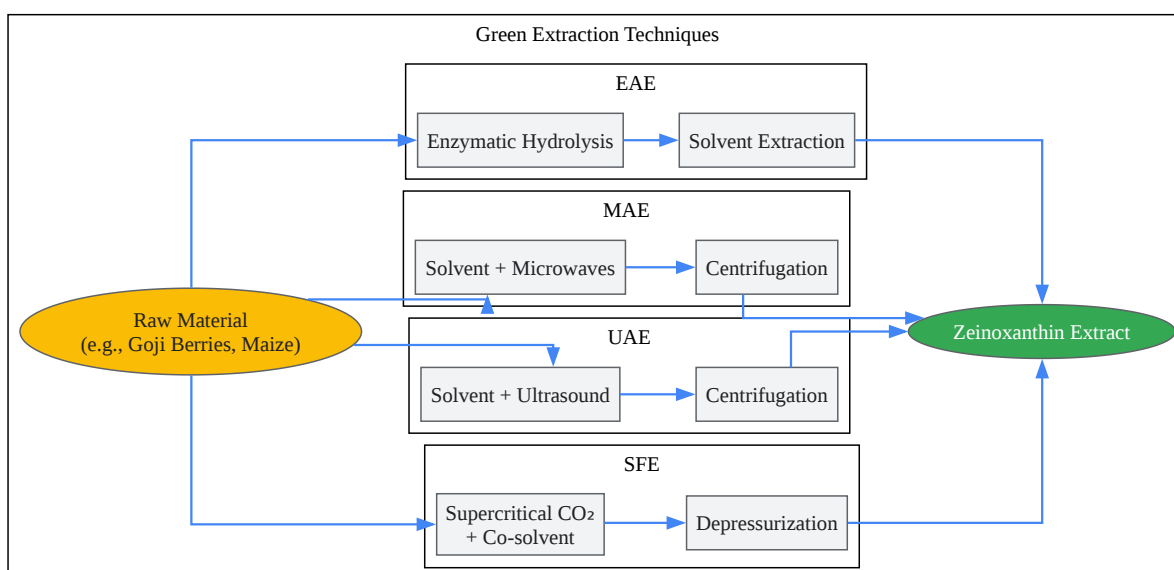 Green Extraction Techniques
EAE
Enzymatic Hydrolysis
Solvent Extraction
MAE
Solvent + Microwaves
Centrifugation
Raw Material
(e.g., Goji Berries, Maize)
Zeinoxanthin Extract
UAE
Solvent + Ultrasound
Centrifugation
SFE
Supercritical CO₂
+ Co-solvent
Depressurization